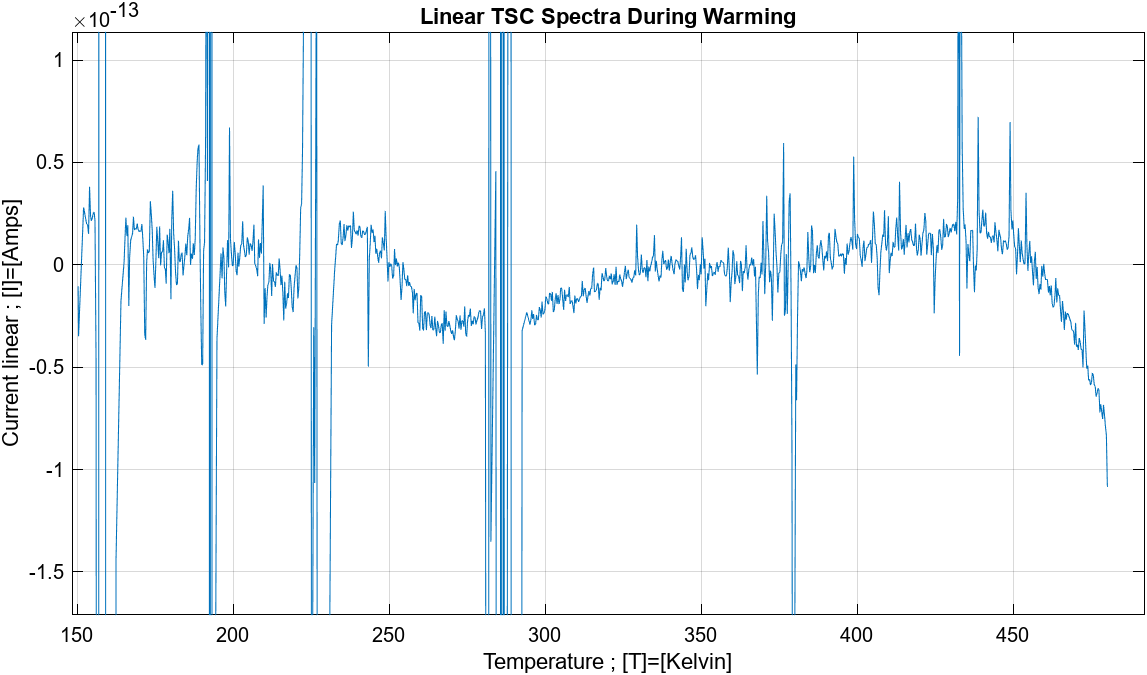 ×10-13
Linear TSC Spectra During Warming
1
0.5
0
-0.5
-1
-1.5
Current linear ; [I]=[Amps]
150 200 250 300 350 400 450
Temperature ; [T]=[Kelvin]